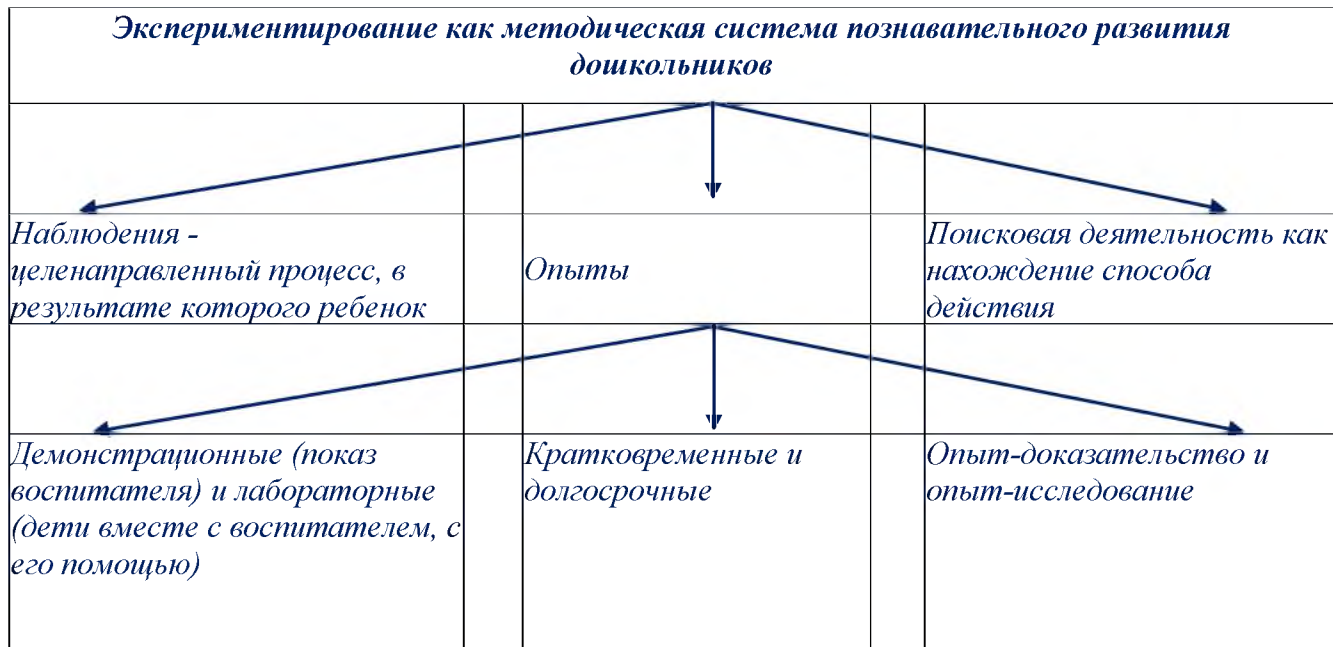 Экспериментирование как методическая система познавательного развития
дошкольников
Наблюдения -
целенаправленный процесс, в
результате которого ребенок
Опыты
Поисковая деятельность как
нахождение способа
действия
Демонстрационные (показ
воспитателя) и лабораторные
(дети вместе с воспитателем, с
его помощью)
Кратковременные и
долгосрочные
Опыт-доказательство и
опыт-исследование